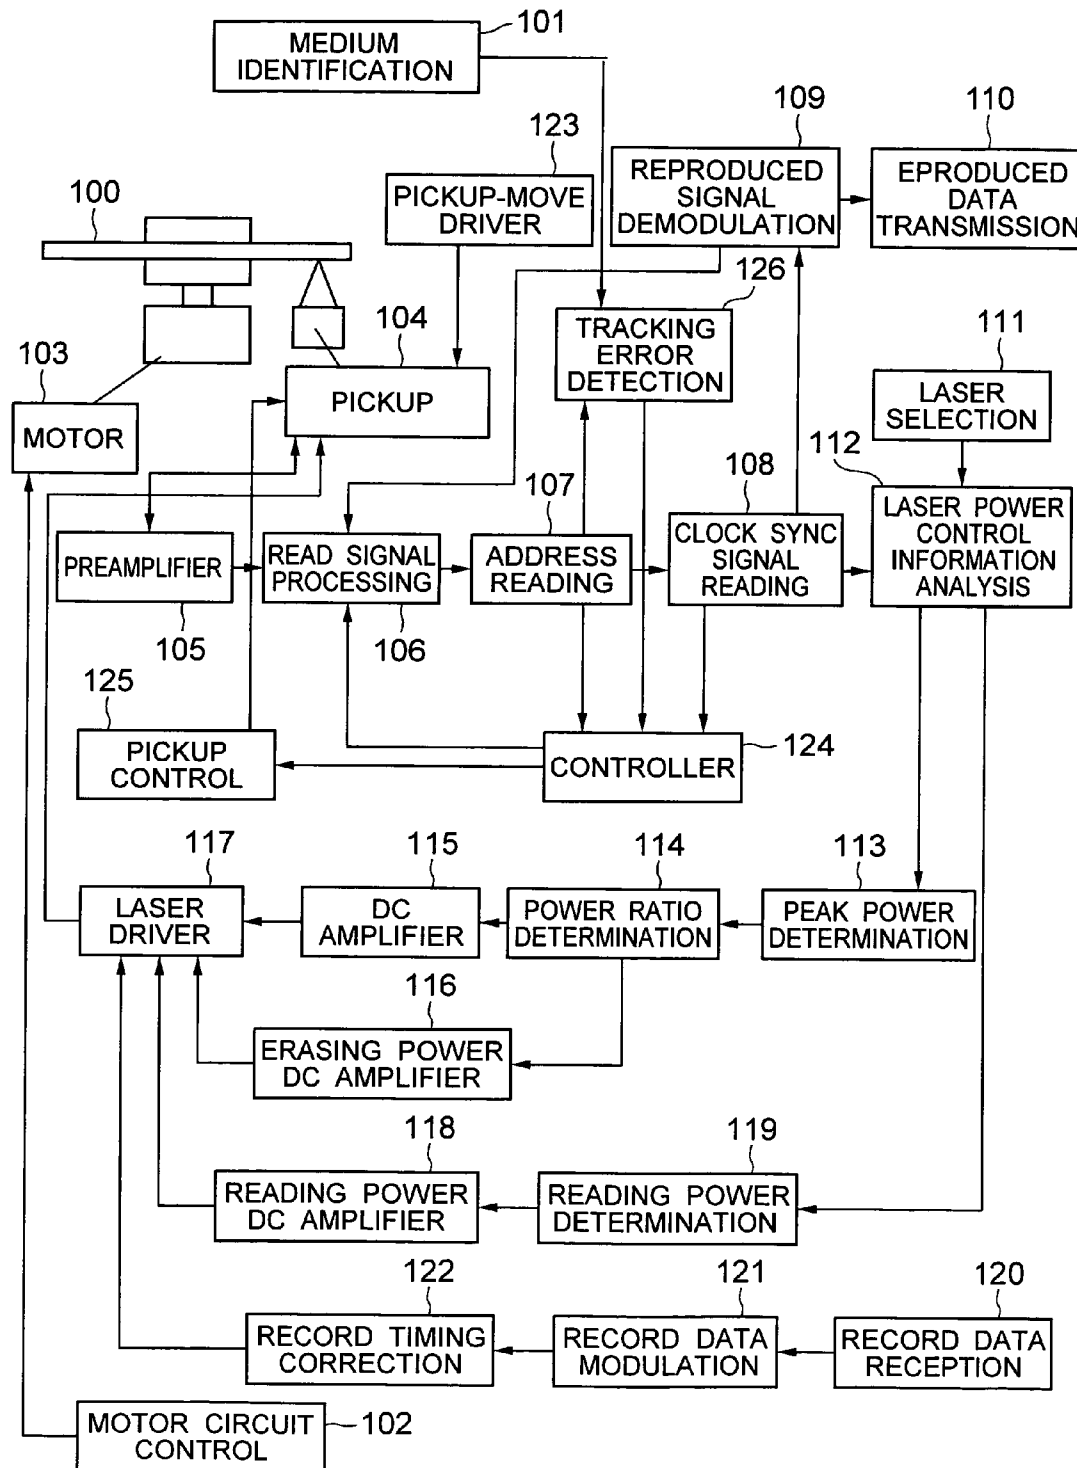 101
MEDIUM
IDENTIFICATION
123
PICKUP-MOVE
DRIVER
109
REPRODUCED
SIGNAL
DEMODULATION
110
EPRODUCED
DATA
TRANSMISSION
100
126
TRACKING
ERROR
DETECTION
104
PICKUP
103
MOTOR
111
LASER
SELECTION
112
LASER POWER
CONTROL
INFORMATION
ANALYSIS
108
CLOCK SYNC
SIGNAL
READING
107
ADDRESS
READING
READ SIGNAL
PROCESSING
106
PREAMPLIFIER
105
125
PICKUP
CONTROL
CONTROLLER
124
117
LASER
DRIVER
115
DC
AMPLIFIER
114
POWER RATIO
DETERMINATION
113
PEAK POWER
DETERMINATION
116
ERASING POWER
DC AMPLIFIER
118
READING POWER
DC AMPLIFIER
119
READING POWER
DETERMINATION
122
RECORD TIMING
CORRECTION
121
RECORD DATA
MODULATION
120
RECORD DATA
RECEPTION
MOTOR CIRCUIT
CONTROL
102